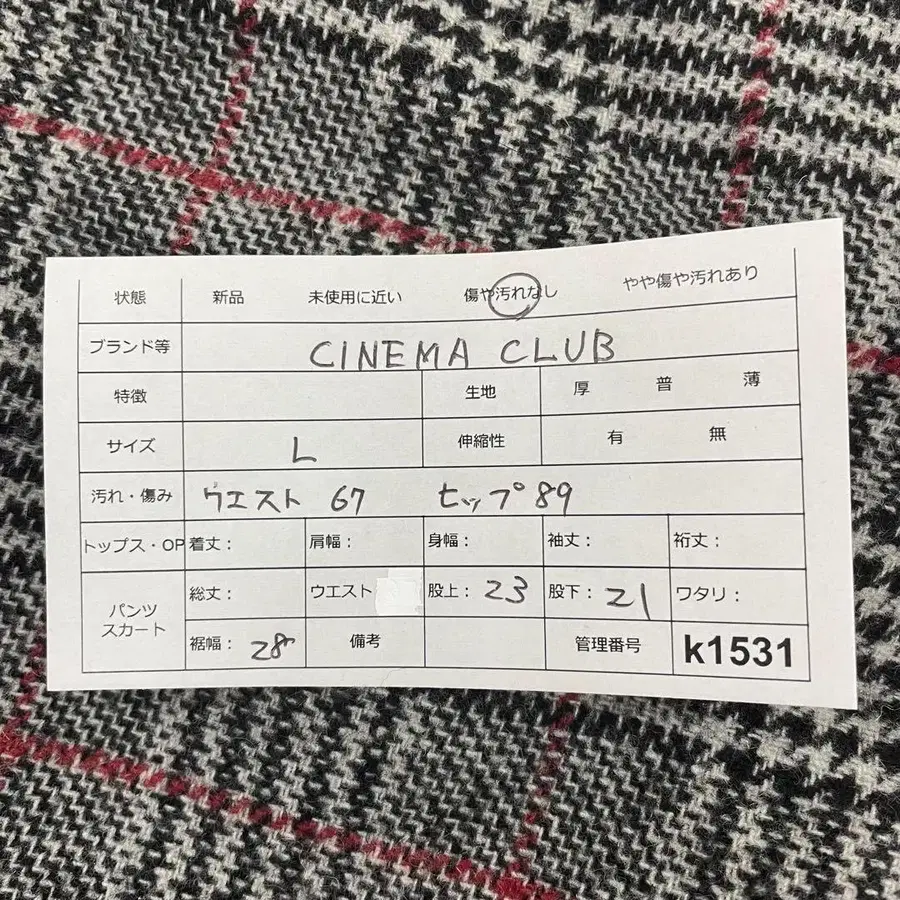 状態 新品 未使用に近い 傷や汚れなし やや傷や汚れあり
ブランド等 CINEMA CLUB
特徴 生地 厚 普 薄
サイズ L 伸縮性 有 無
汚れ・傷み ウエスト 67 ヒップ 89
トップス・OP 着丈: 肩幅: 身幅: 袖丈: 裄丈:
パンツ スカート 総丈: ウエスト 股上: 23 股下: 21 ワタリ:
裾幅: 28 備考 管理番号 k1531